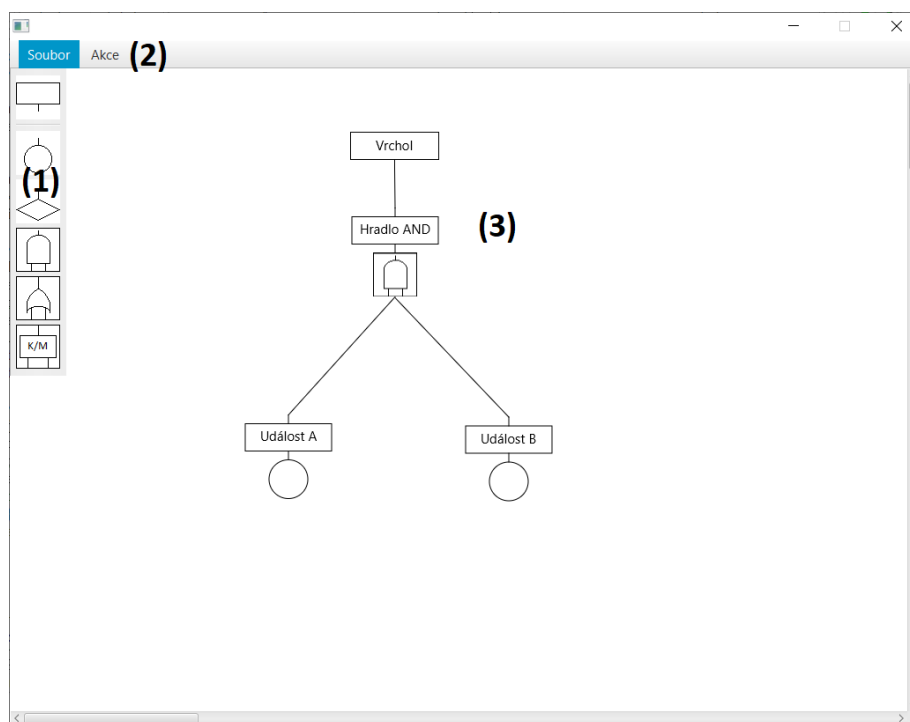 Soubor Akce (2)
Vrchol
(1)
Hradlo AND (3)
K/M
Událost A Událost B